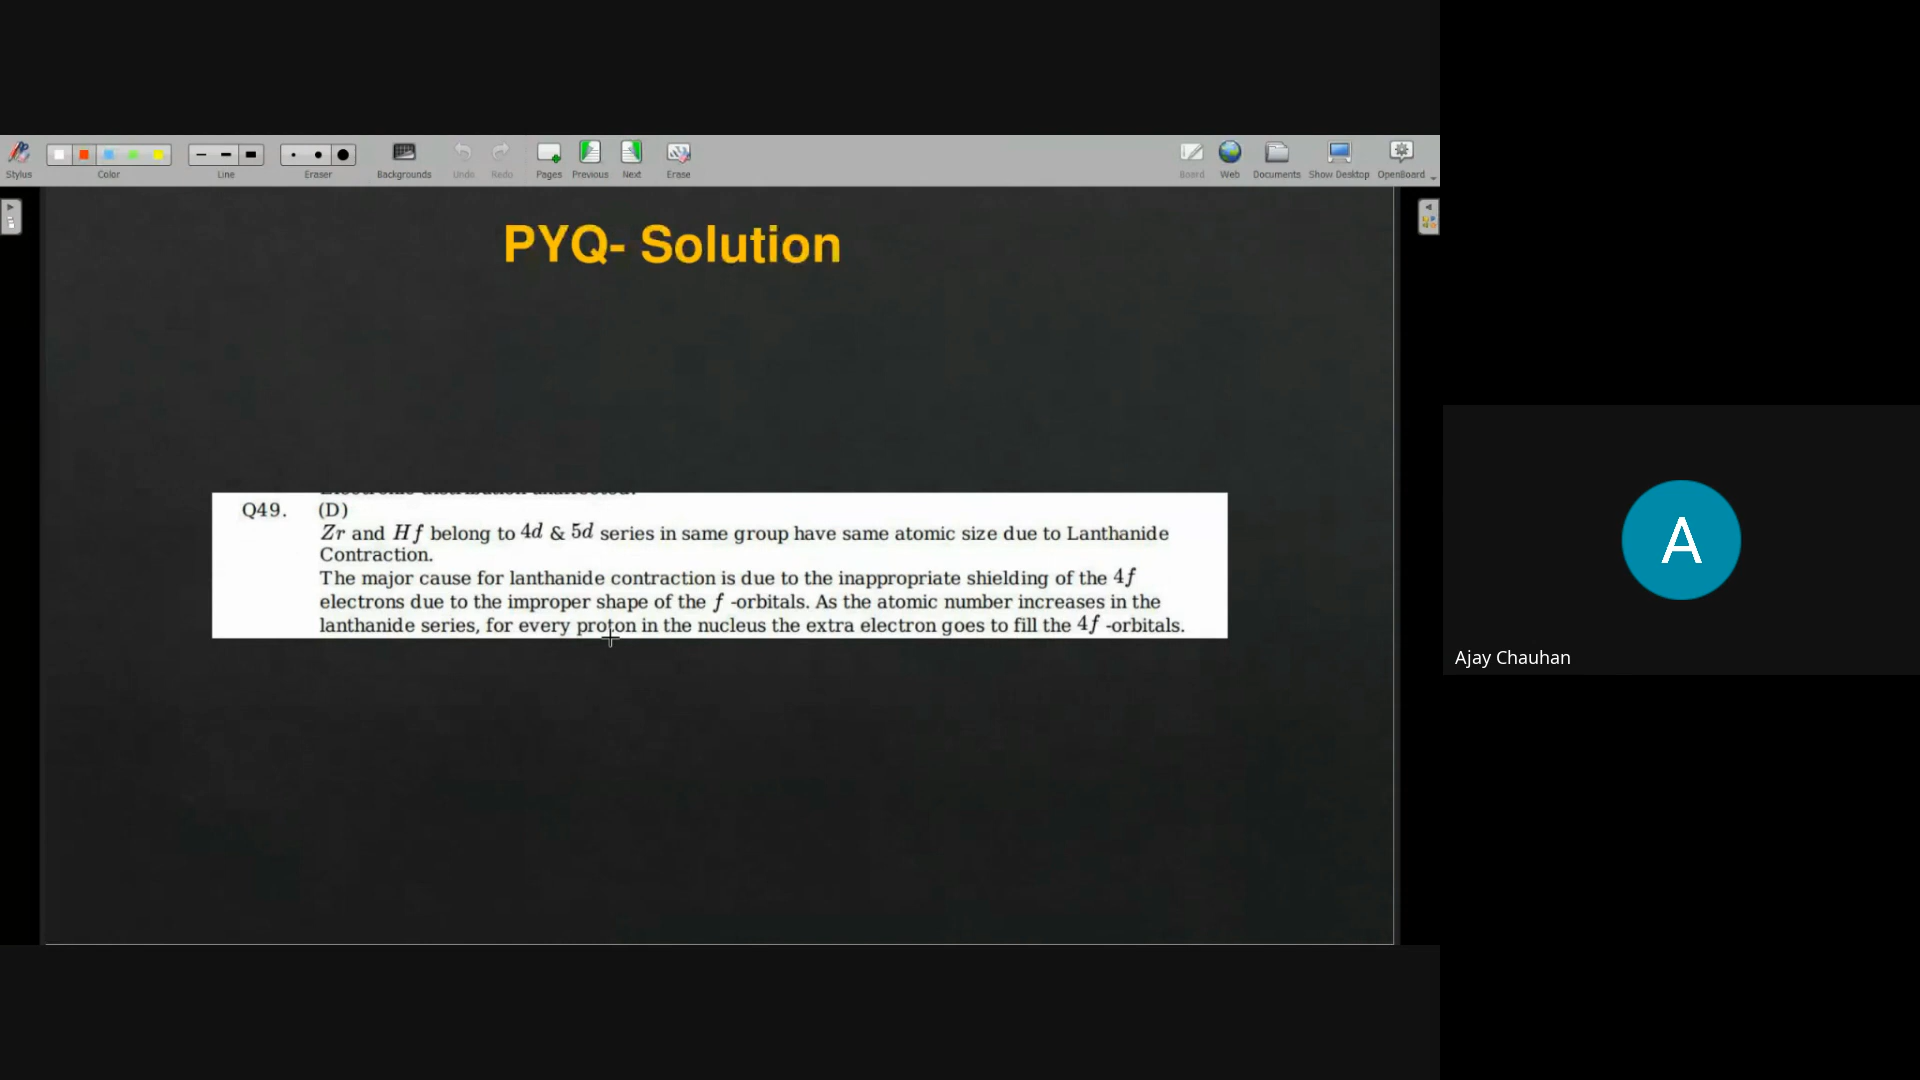 Stylus
Color
Line
Eraser
Backgrounds
Undo
Redo
Pages
Previous
Next
Erase
Board
Web
Documents
Show Desktop
OpenBoard
PYQ- Solution
Q49. (D)
Zr and Hf belong to 4d & 5d series in same group have same atomic size due to Lanthanide
Contraction.
The major cause for lanthanide contraction is due to the inappropriate shielding of the 4f
electrons due to the improper shape of the f -orbitals. As the atomic number increases in the
lanthanide series, for every proton in the nucleus the extra electron goes to fill the 4f -orbitals.
A
Ajay Chauhan